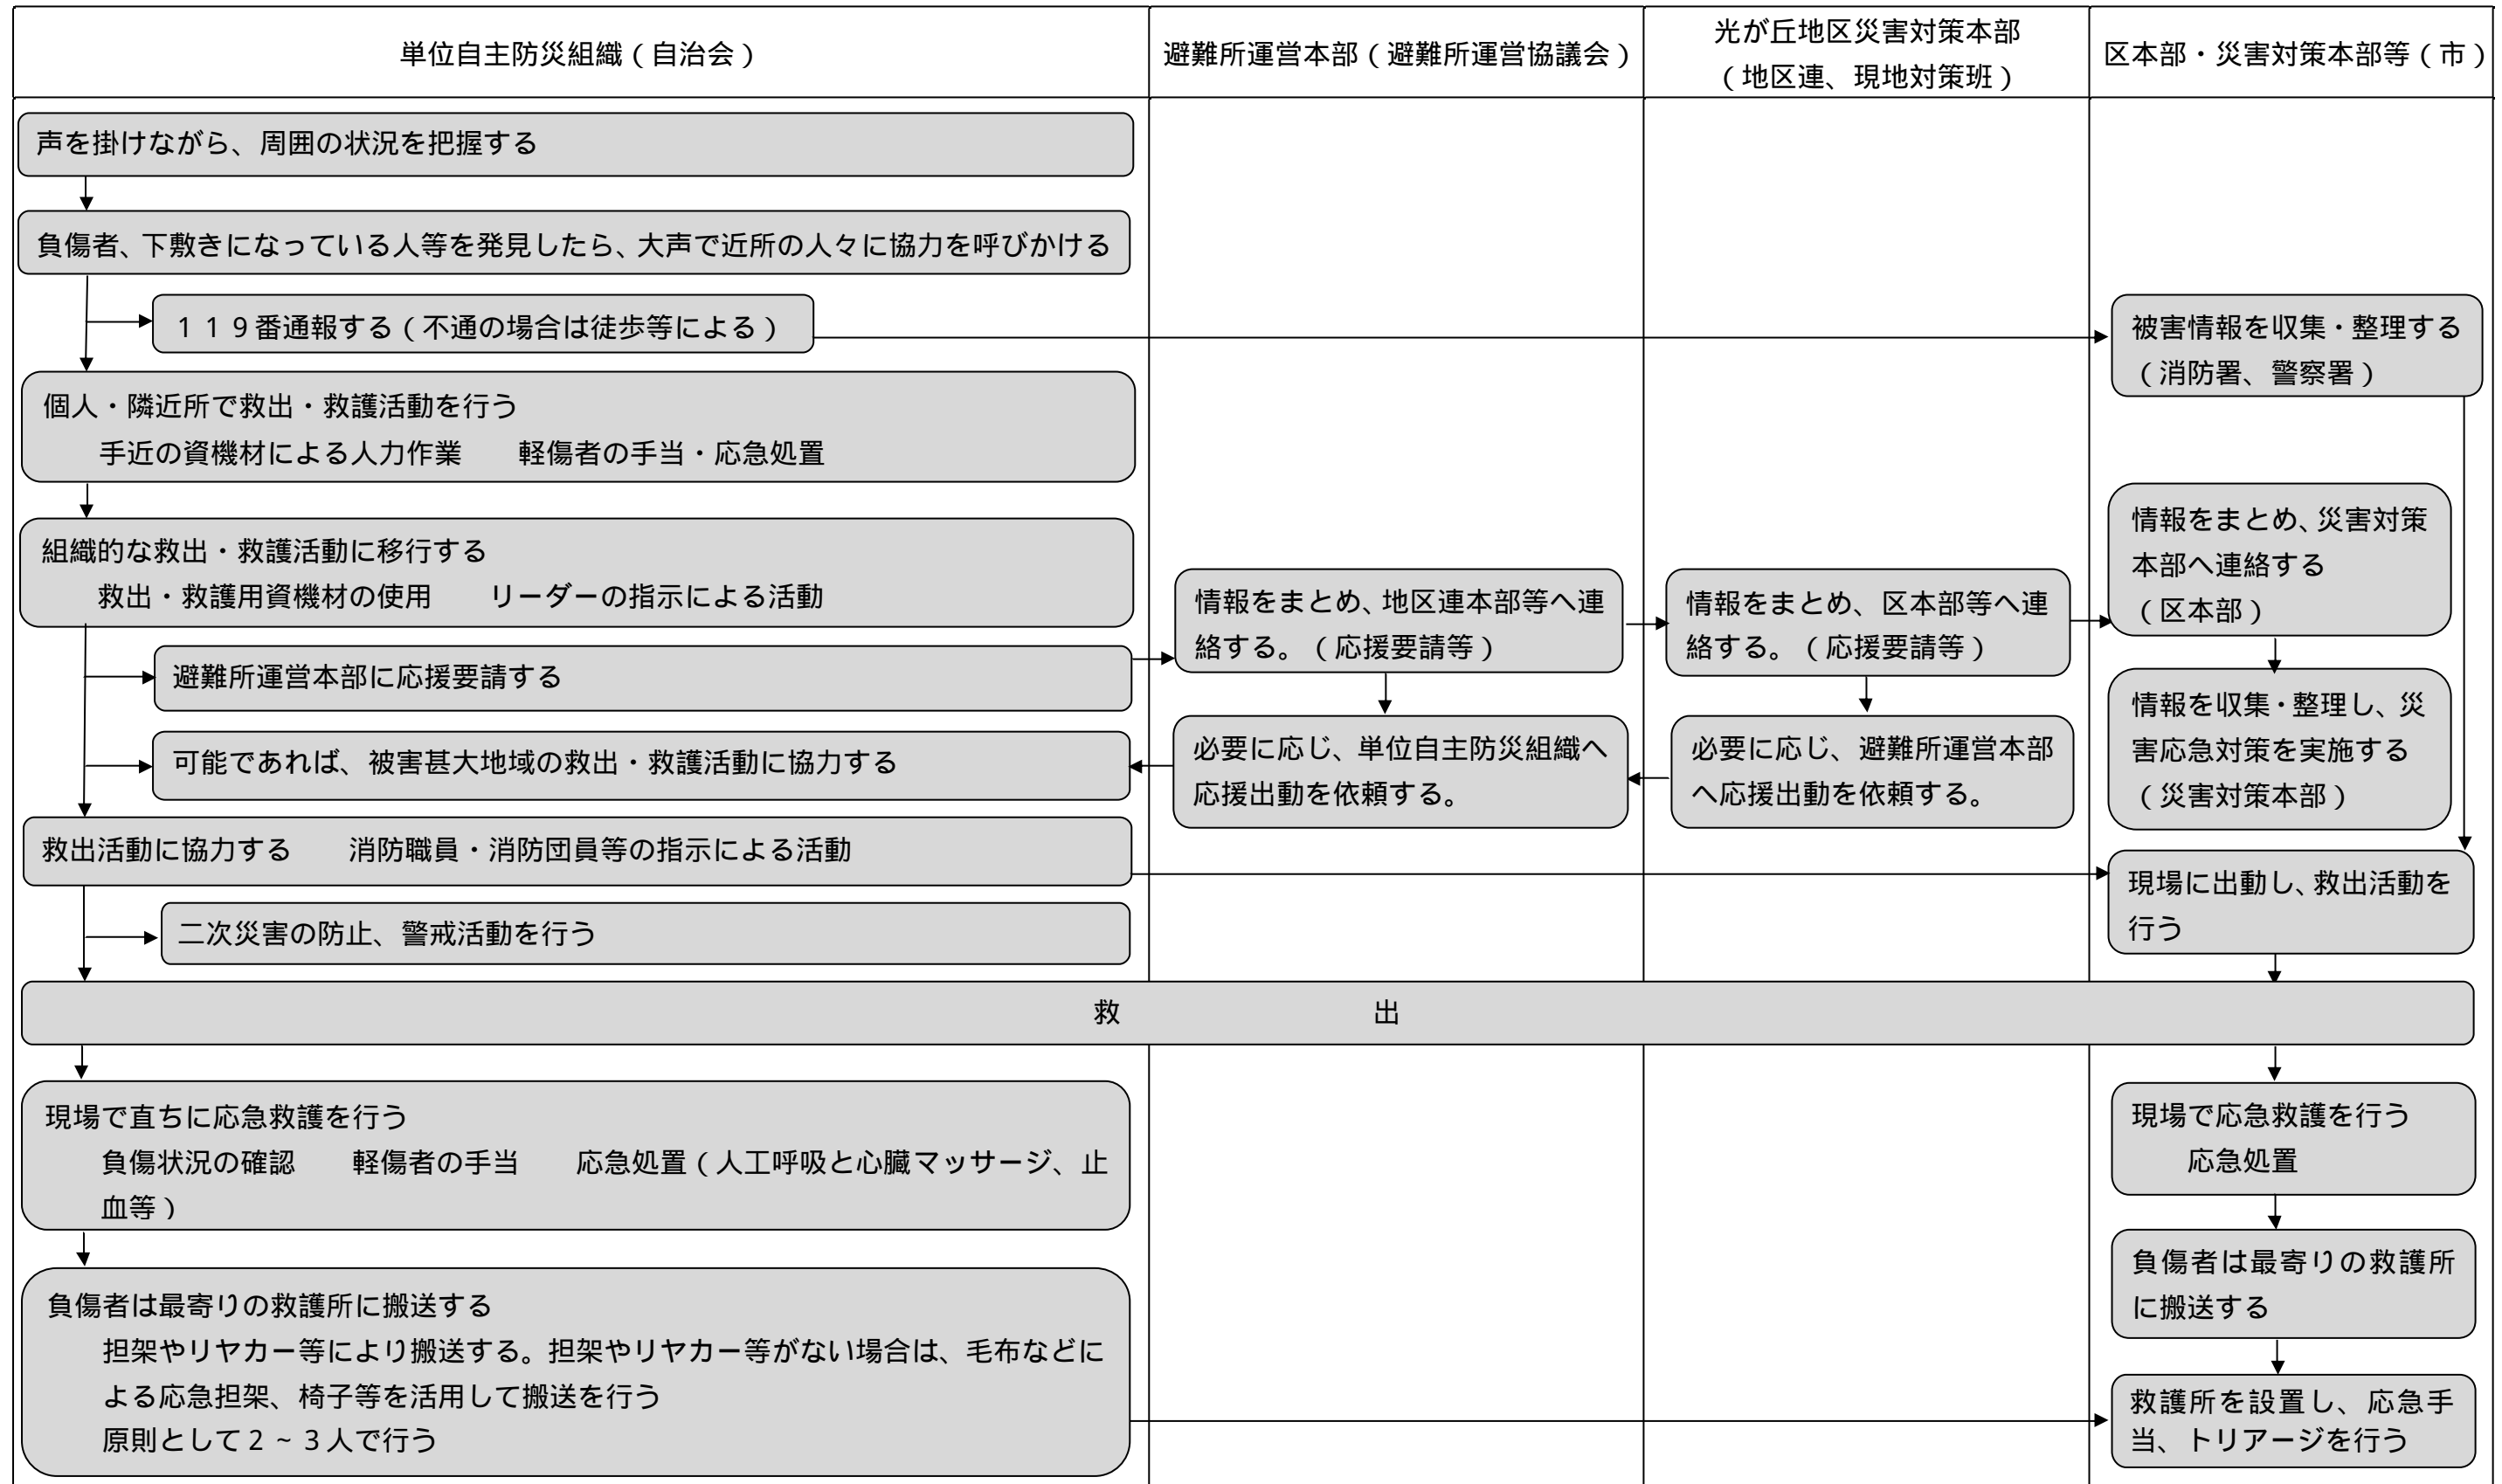 単位自主防災組織（自治会）
避難所運営本部（避難所運営協議会）
光が丘地区災害対策本部
（地区連、現地対策班）
区本部・災害対策本部等（市）
声を掛けながら、周囲の状況を把握する
負傷者、下敷きになっている人等を発見したら、大声で近所の人々に協力を呼びかける
１１９番通報する（不通の場合は徒歩等による）
被害情報を収集・整理する
（消防署、警察署）
個人・隣近所で救出・救護活動を行う
手近の資機材による人力作業　　軽傷者の手当・応急処置
組織的な救出・救護活動に移行する
救出・救護用資機材の使用　　リーダーの指示による活動
避難所運営本部に応援要請する
情報をまとめ、地区連本部等へ連
絡する。（応援要請等）
情報をまとめ、区本部等へ連
絡する。（応援要請等）
情報をまとめ、災害対策
本部へ連絡する
（区本部）
情報を収集・整理し、災
害応急対策を実施する
（災害対策本部）
必要に応じ、避難所運営本部
へ応援出動を依頼する。
必要に応じ、単位自主防災組織へ
応援出動を依頼する。
可能であれば、被害甚大地域の救出・救護活動に協力する
救出活動に協力する　　消防職員・消防団員等の指示による活動
現場に出動し、救出活動を
行う
二次災害の防止、警戒活動を行う
救　　　　　　　　　出
現場で直ちに応急救護を行う
負傷状況の確認　　軽傷者の手当　　応急処置（人工呼吸と心臓マッサージ、止
血等）
現場で応急救護を行う
応急処置
負傷者は最寄りの救護所
に搬送する
負傷者は最寄りの救護所に搬送する
担架やリヤカー等により搬送する。担架やリヤカー等がない場合は、毛布などに
よる応急担架、椅子等を活用して搬送を行う
原則として２～３人で行う
救護所を設置し、応急手
当、トリアージを行う